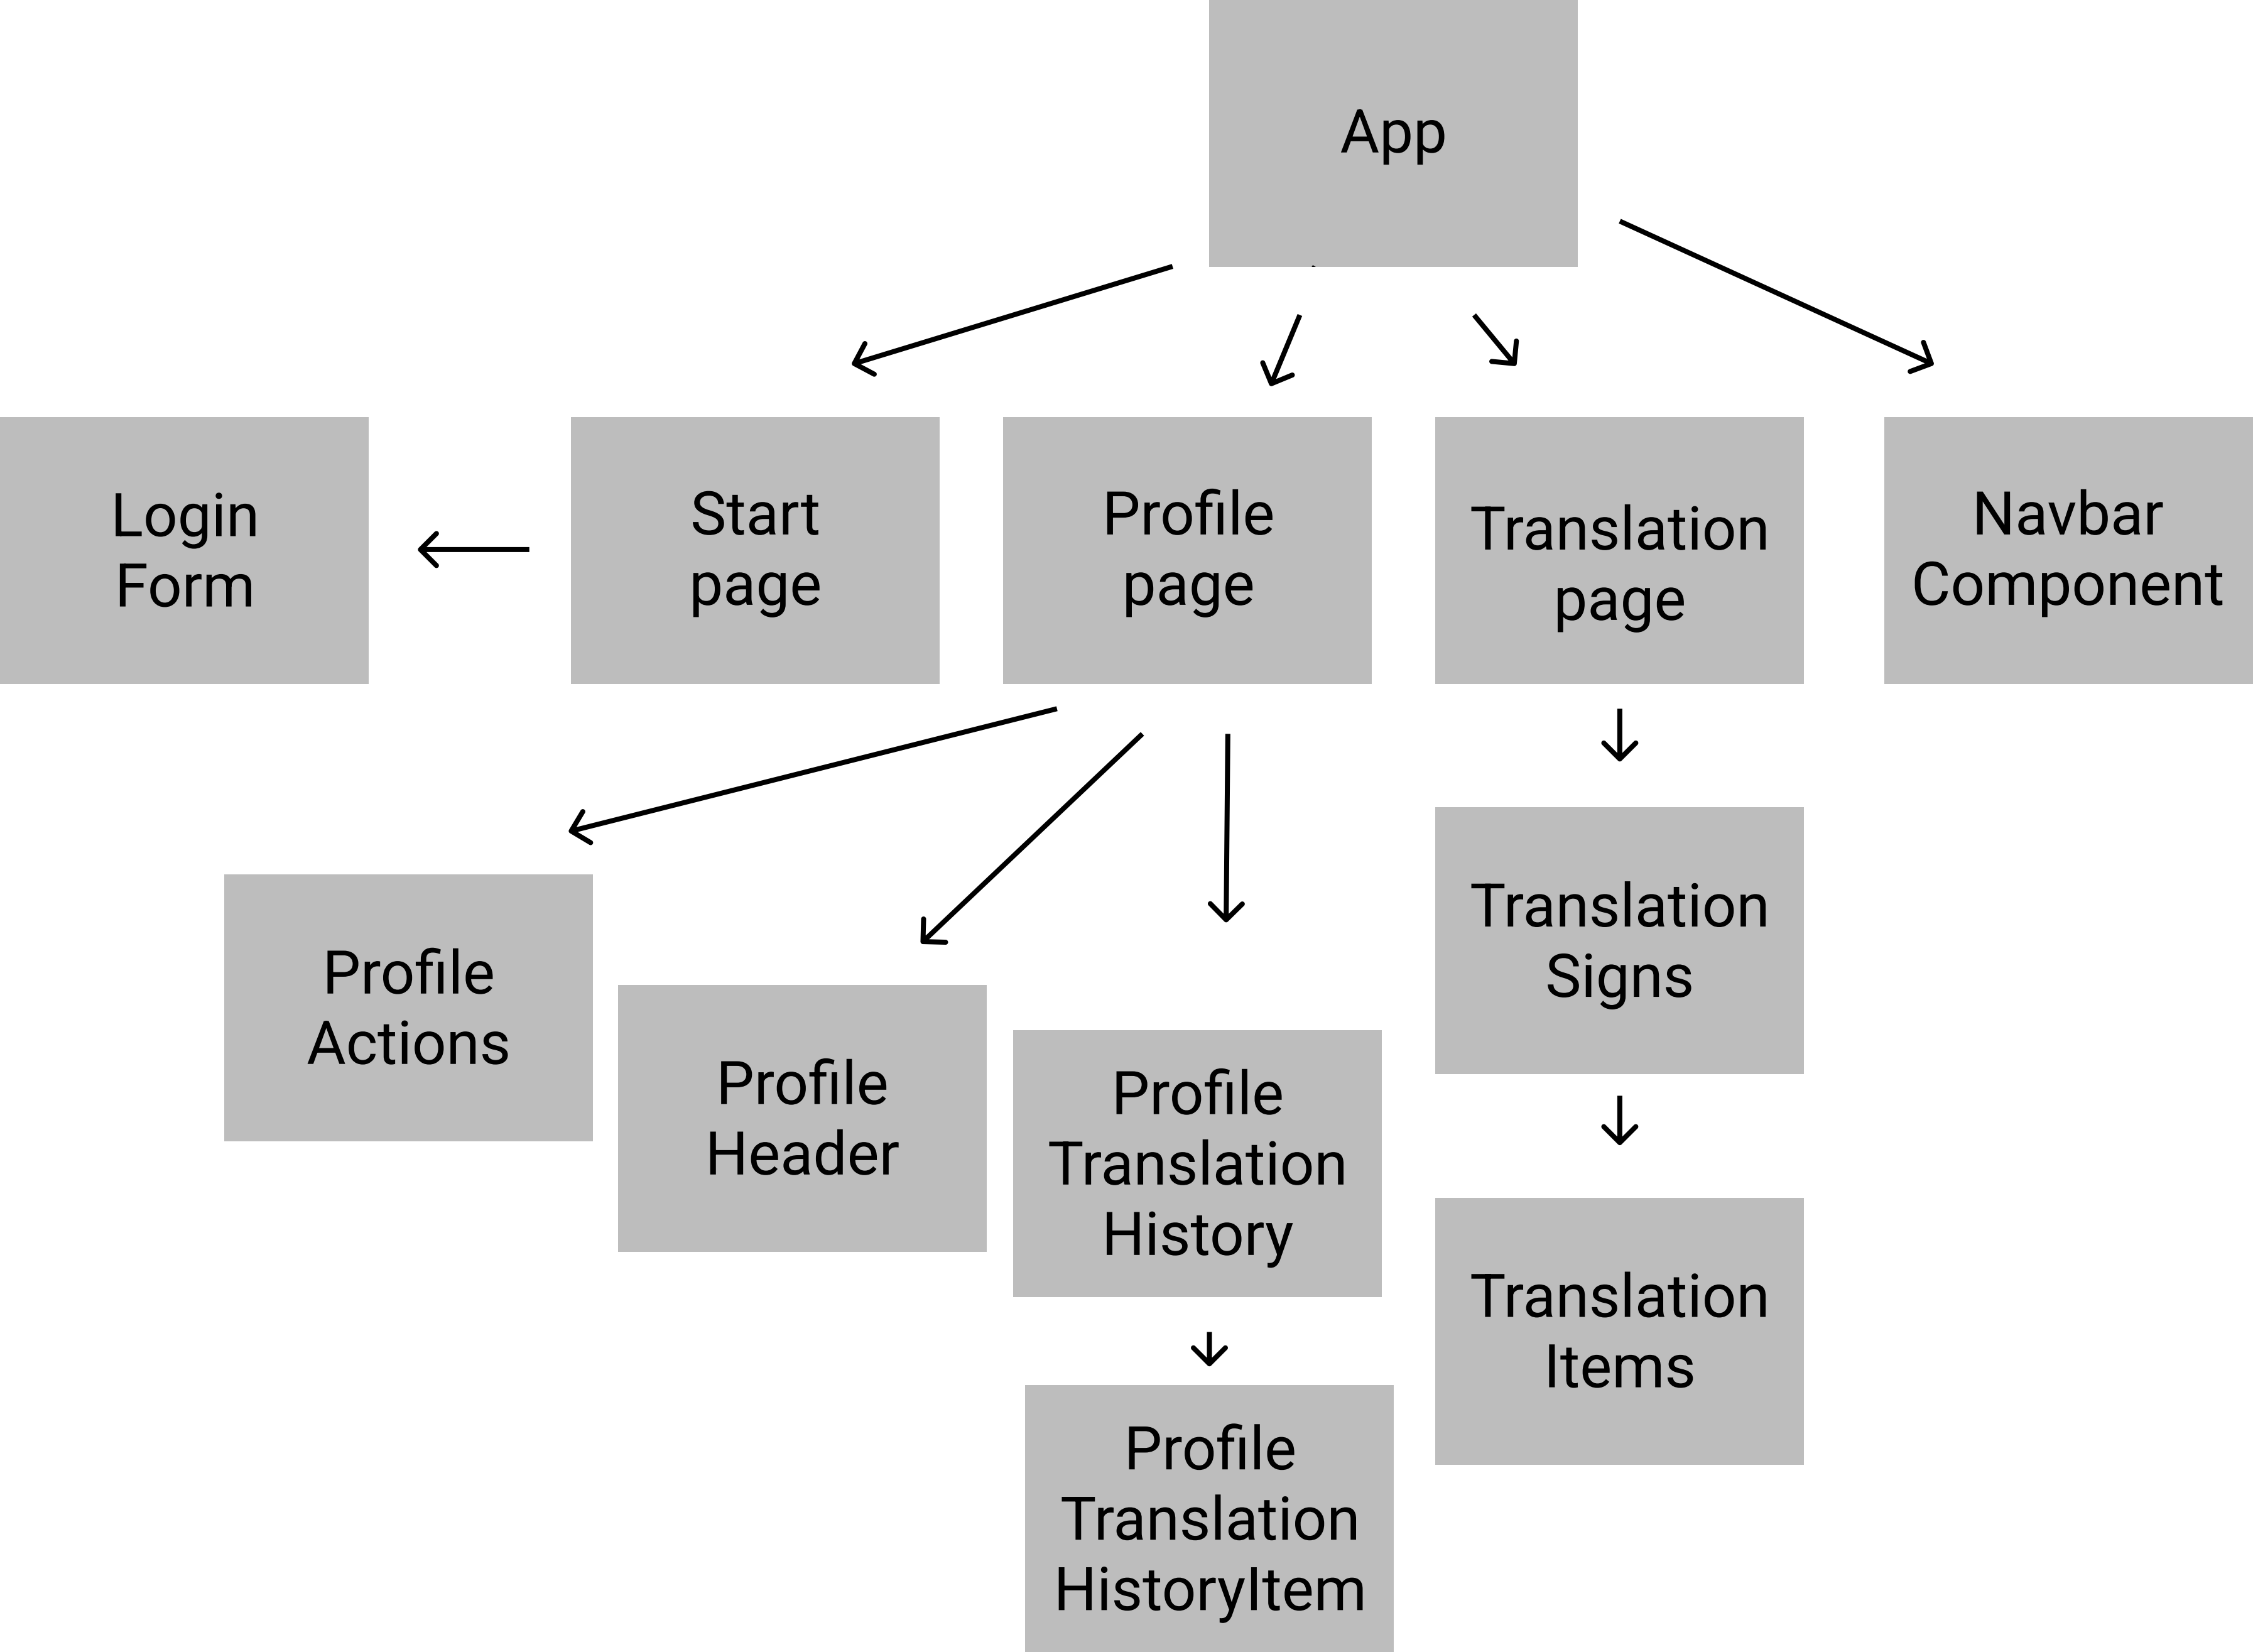 App
Login
Form
Start
page
Profile
page
Translation
page
Navbar
Component
Profile
Actions
Profile
Header
Profile
Translation
History
Translation
Signs
Translation
Items
Profile
Translation
HistoryItem